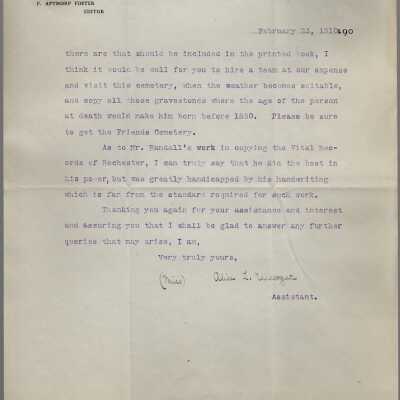 F. APTHORP FOSTER
EDITOR
February 23, 1910
there are that should be included in the printed book, I
think it would be well for you to hire a team at our expense
and visit this cemetery, when the weather becomes suitable,
and copy all those gravestones where the age of the person
at death would make him born before 1850. Please be sure
to get the Friends Cemetery.
As to Mr. Randall's work in copying the Vital Rec-
ords of Rochester, I can truly say that he did the best in
his power, but was greatly handicapped by his handwriting
which is far from the standard required for such work.
Thanking you again for your assistance and interest
and assuring you that I shall be glad to answer any further
queries that may arise, I am,
Very truly yours,
(Miss) Alice L.
Assistant.